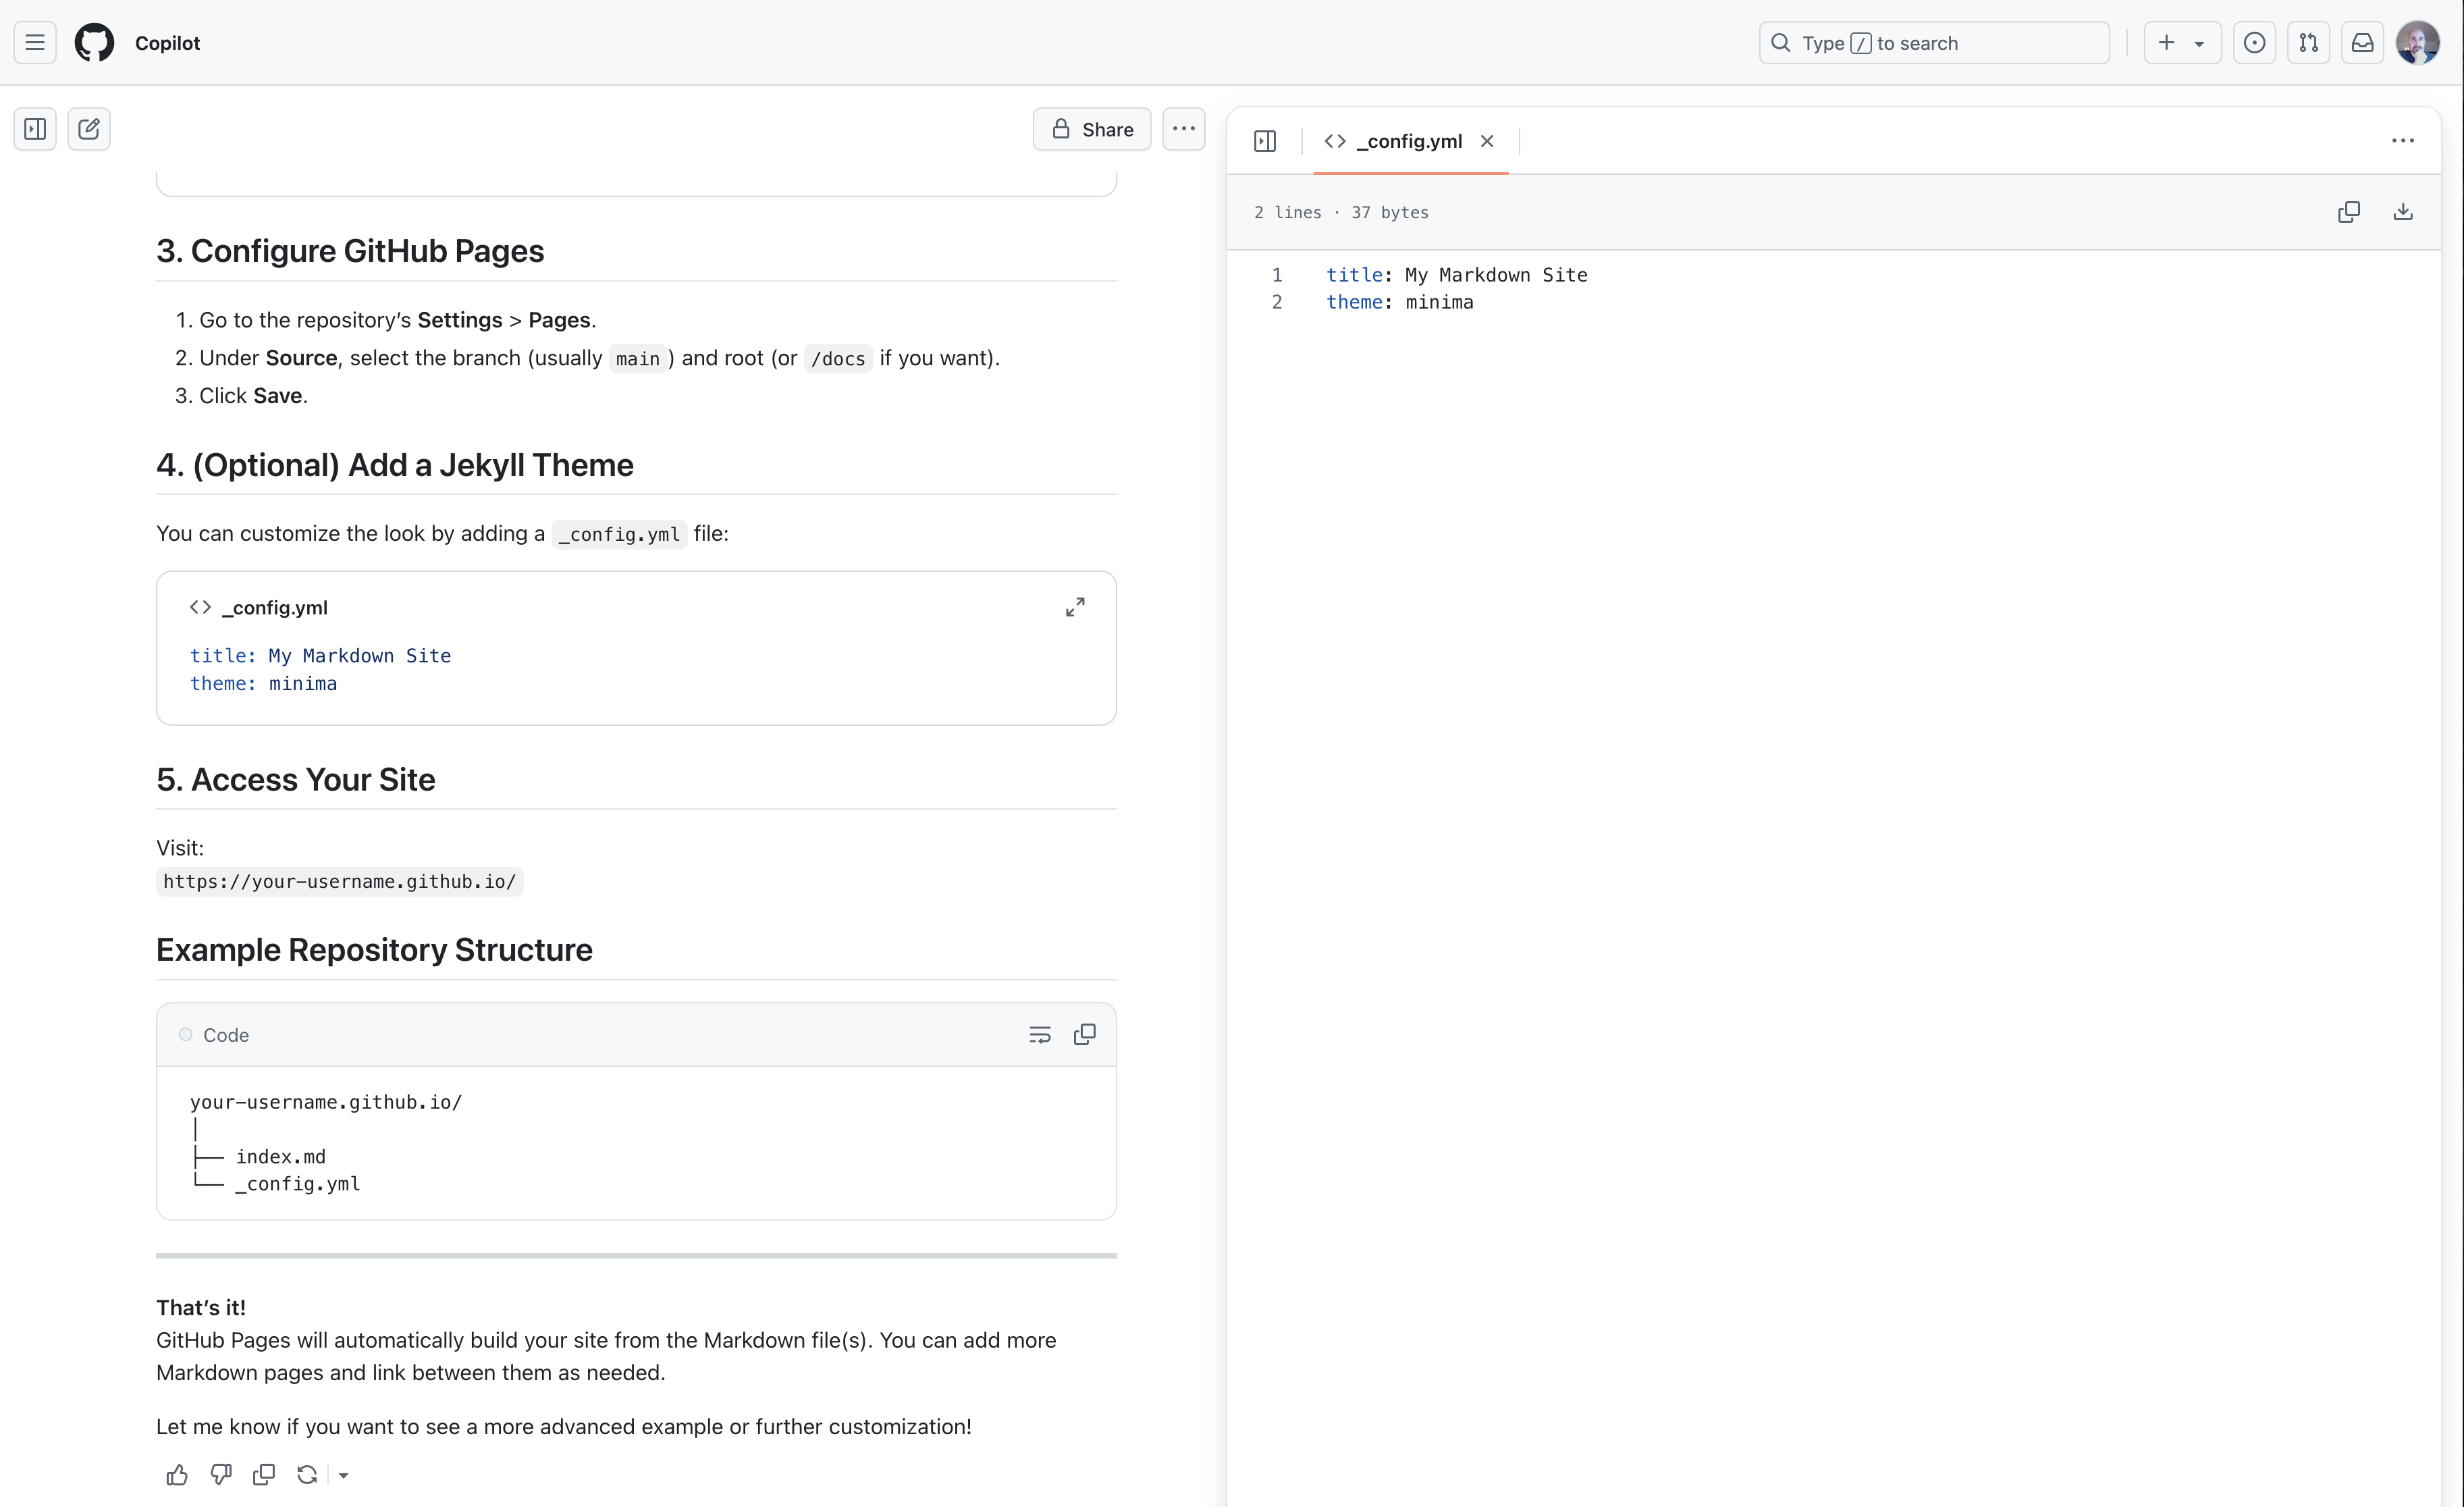 Copilot
Type / to search
Share
3. Configure GitHub Pages
1. Go to the repository’s Settings > Pages.
2. Under Source, select the branch (usually main) and root (or /docs if you want).
3. Click Save.
4. (Optional) Add a Jekyll Theme
You can customize the look by adding a _config.yml file:
_config.yml
title: My Markdown Site
theme: minima
5. Access Your Site
Visit:
https://your-username.github.io/
Example Repository Structure
Code
your-username.github.io/
│
├── index.md
└── _config.yml
That’s it!
GitHub Pages will automatically build your site from the Markdown file(s). You can add more
Markdown pages and link between them as needed.
Let me know if you want to see a more advanced example or further customization!
_config.yml
2 lines · 37 bytes
1 title: My Markdown Site
2 theme: minima